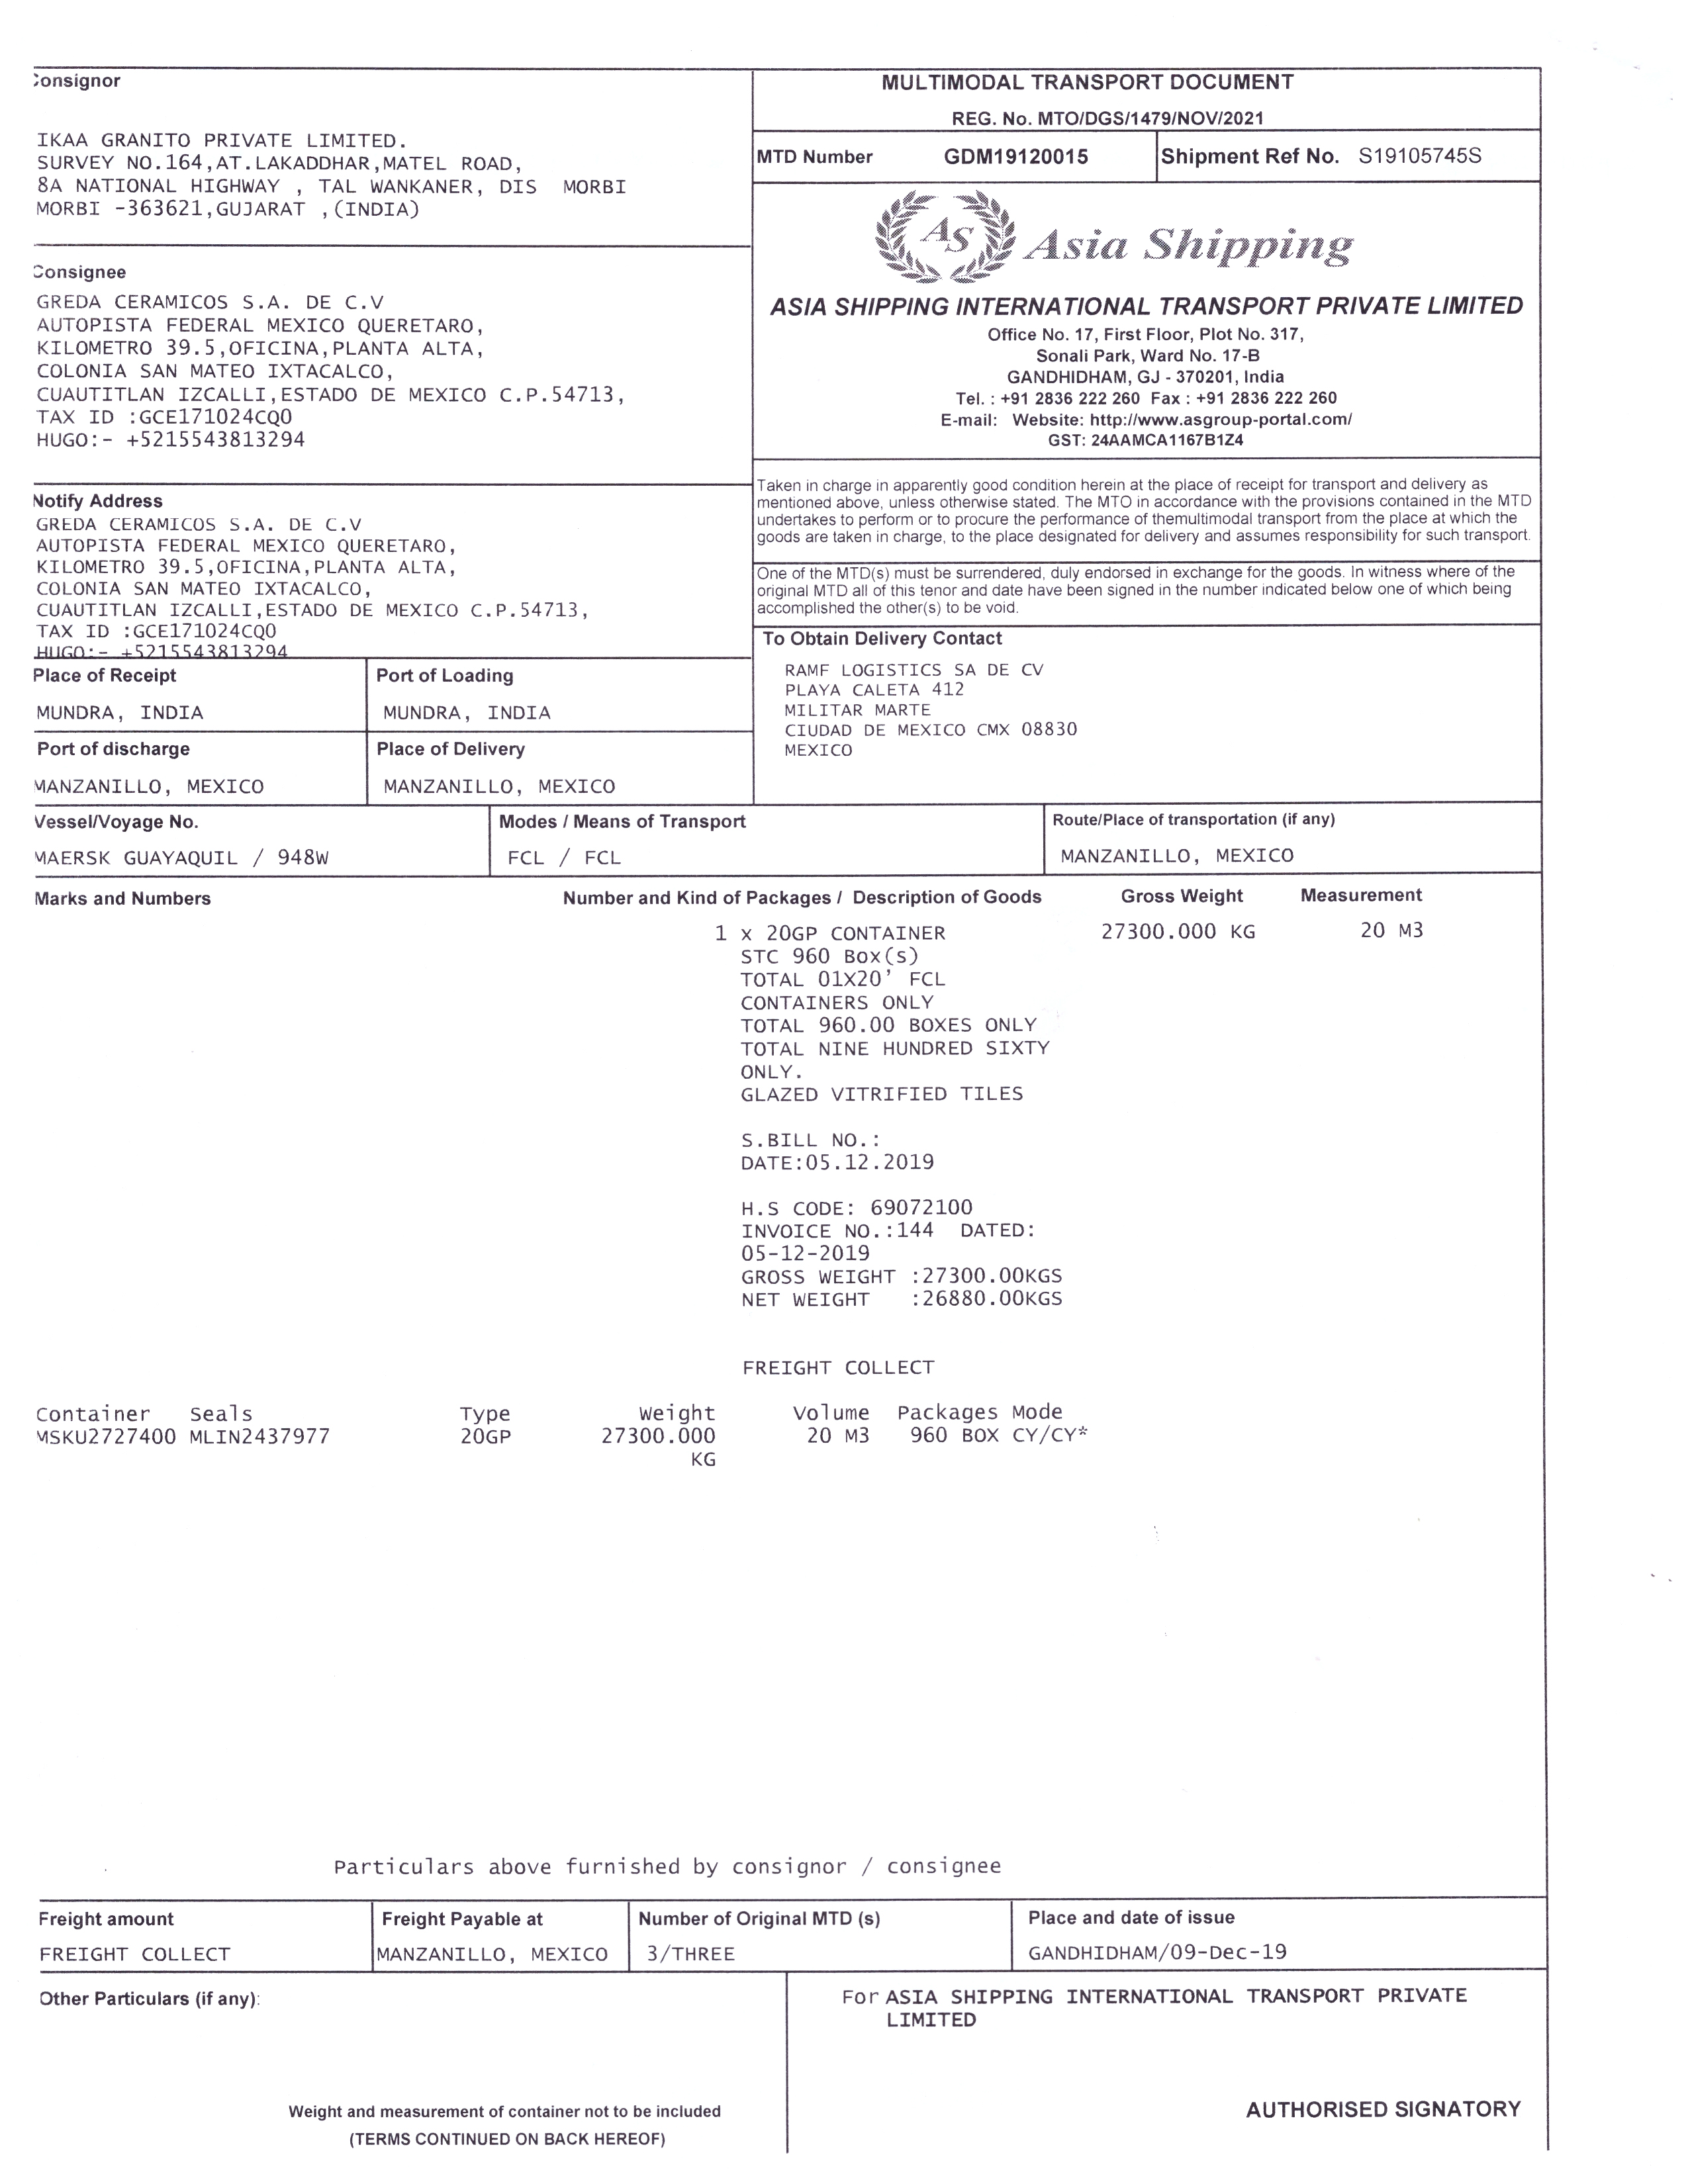 Consignor
IKAA GRANITO PRIVATE LIMITED.
SURVEY NO.164,AT.LAKADDHAR,MATEL ROAD,
8A NATIONAL HIGHWAY , TAL WANKANER, DIS MORBI
MORBI -363621,GUJARAT ,(INDIA)
MULTIMODAL TRANSPORT DOCUMENT
REG. No. MTO/DGS/1479/NOV/2021
MTD Number GDM19120015 Shipment Ref No. S19105745S
AS Asia Shipping
ASIA SHIPPING INTERNATIONAL TRANSPORT PRIVATE LIMITED
Office No. 17, First Floor, Plot No. 317,
Sonali Park, Ward No. 17-B
GANDHIDHAM, GJ - 370201, India
Tel. : +91 2836 222 260 Fax : +91 2836 222 260
E-mail: Website: http://www.asgroup-portal.com/
GST: 24AAMCA1167B1Z4
Consignee
GREDA CERAMICOS S.A. DE C.V
AUTOPISTA FEDERAL MEXICO QUERETARO,
KILOMETRO 39.5,OFICINA,PLANTA ALTA,
COLONIA SAN MATEO IXTACALCO,
CUAUTITLAN IZCALLI,ESTADO DE MEXICO C.P.54713,
TAX ID :GCE171024CQ0
HUGO:- +5215543813294
Taken in charge in apparently good condition herein at the place of receipt for transport and delivery as
mentioned above, unless otherwise stated. The MTO in accordance with the provisions contained in the MTD
undertakes to perform or to procure the performance of themultimodal transport from the place at which the
goods are taken in charge, to the place designated for delivery and assumes responsibility for such transport.
One of the MTD(s) must be surrendered, duly endorsed in exchange for the goods. In witness where of the
original MTD all of this tenor and date have been signed in the number indicated below one of which being
accomplished the other(s) to be void.
Notify Address
GREDA CERAMICOS S.A. DE C.V
AUTOPISTA FEDERAL MEXICO QUERETARO,
KILOMETRO 39.5,OFICINA,PLANTA ALTA,
COLONIA SAN MATEO IXTACALCO,
CUAUTITLAN IZCALLI,ESTADO DE MEXICO C.P.54713,
TAX ID :GCE171024CQ0
HUGO:- +5215543813294
To Obtain Delivery Contact
RAMF LOGISTICS SA DE CV
PLAYA CALETA 412
MILITAR MARTE
CIUDAD DE MEXICO CMX 08830
MEXICO
Place of Receipt Port of Loading
MUNDRA, INDIA MUNDRA, INDIA
Port of discharge Place of Delivery
MANZANILLO, MEXICO MANZANILLO, MEXICO
Vessel/Voyage No. Modes / Means of Transport Route/Place of transportation (if any)
MAERSK GUAYAQUIL / 948W FCL / FCL MANZANILLO, MEXICO
Marks and Numbers Number and Kind of Packages / Description of Goods Gross Weight Measurement
1 x 20GP CONTAINER 27300.000 KG 20 M3
STC 960 Box(s)
TOTAL 01X20' FCL
CONTAINERS ONLY
TOTAL 960.00 BOXES ONLY
TOTAL NINE HUNDRED SIXTY
ONLY.
GLAZED VITRIFIED TILES
S.BILL NO.:
DATE:05.12.2019
H.S CODE: 69072100
INVOICE NO.:144 DATED:
05-12-2019
GROSS WEIGHT :27300.00KGS
NET WEIGHT :26880.00KGS
FREIGHT COLLECT
Container Seals Type Weight Volume Packages Mode
MSKU2727400 MLIN2437977 20GP 27300.000 20 M3 960 BOX CY/CY*
KG
Particulars above furnished by consignor / consignee
Freight amount Freight Payable at Number of Original MTD (s) Place and date of issue
FREIGHT COLLECT MANZANILLO, MEXICO 3/THREE GANDHIDHAM/09-Dec-19
Other Particulars (if any):
For ASIA SHIPPING INTERNATIONAL TRANSPORT PRIVATE
LIMITED
Weight and measurement of container not to be included
(TERMS CONTINUED ON BACK HEREOF)
AUTHORISED SIGNATORY